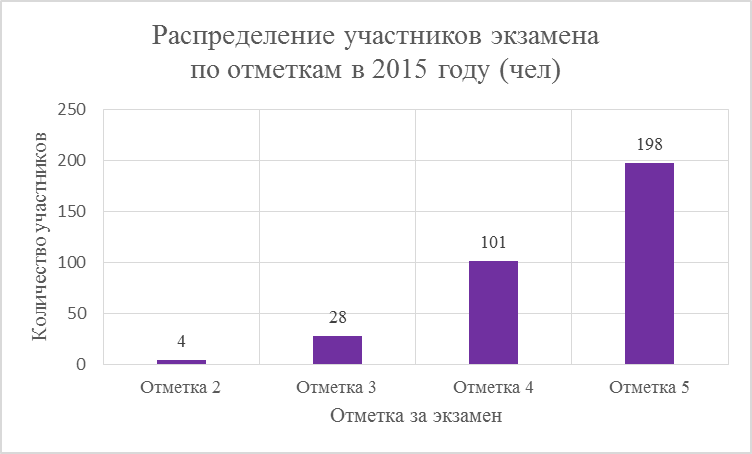 Распределение участников экзамена
по отметкам в 2015 году (чел)
Количество участников
250
200
150
100
50
0
4
28
101
198
Отметка 2
Отметка 3
Отметка 4
Отметка 5
Отметка за экзамен